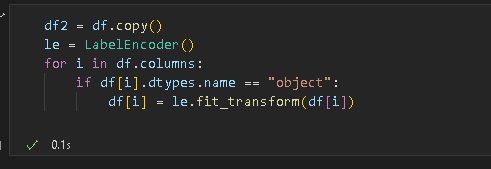 df2 = df.copy()
le = LabelEncoder()
for i in df.columns:
    if df[i].dtypes.name == "object":
        df[i] = le.fit_transform(df[i])
0.1s